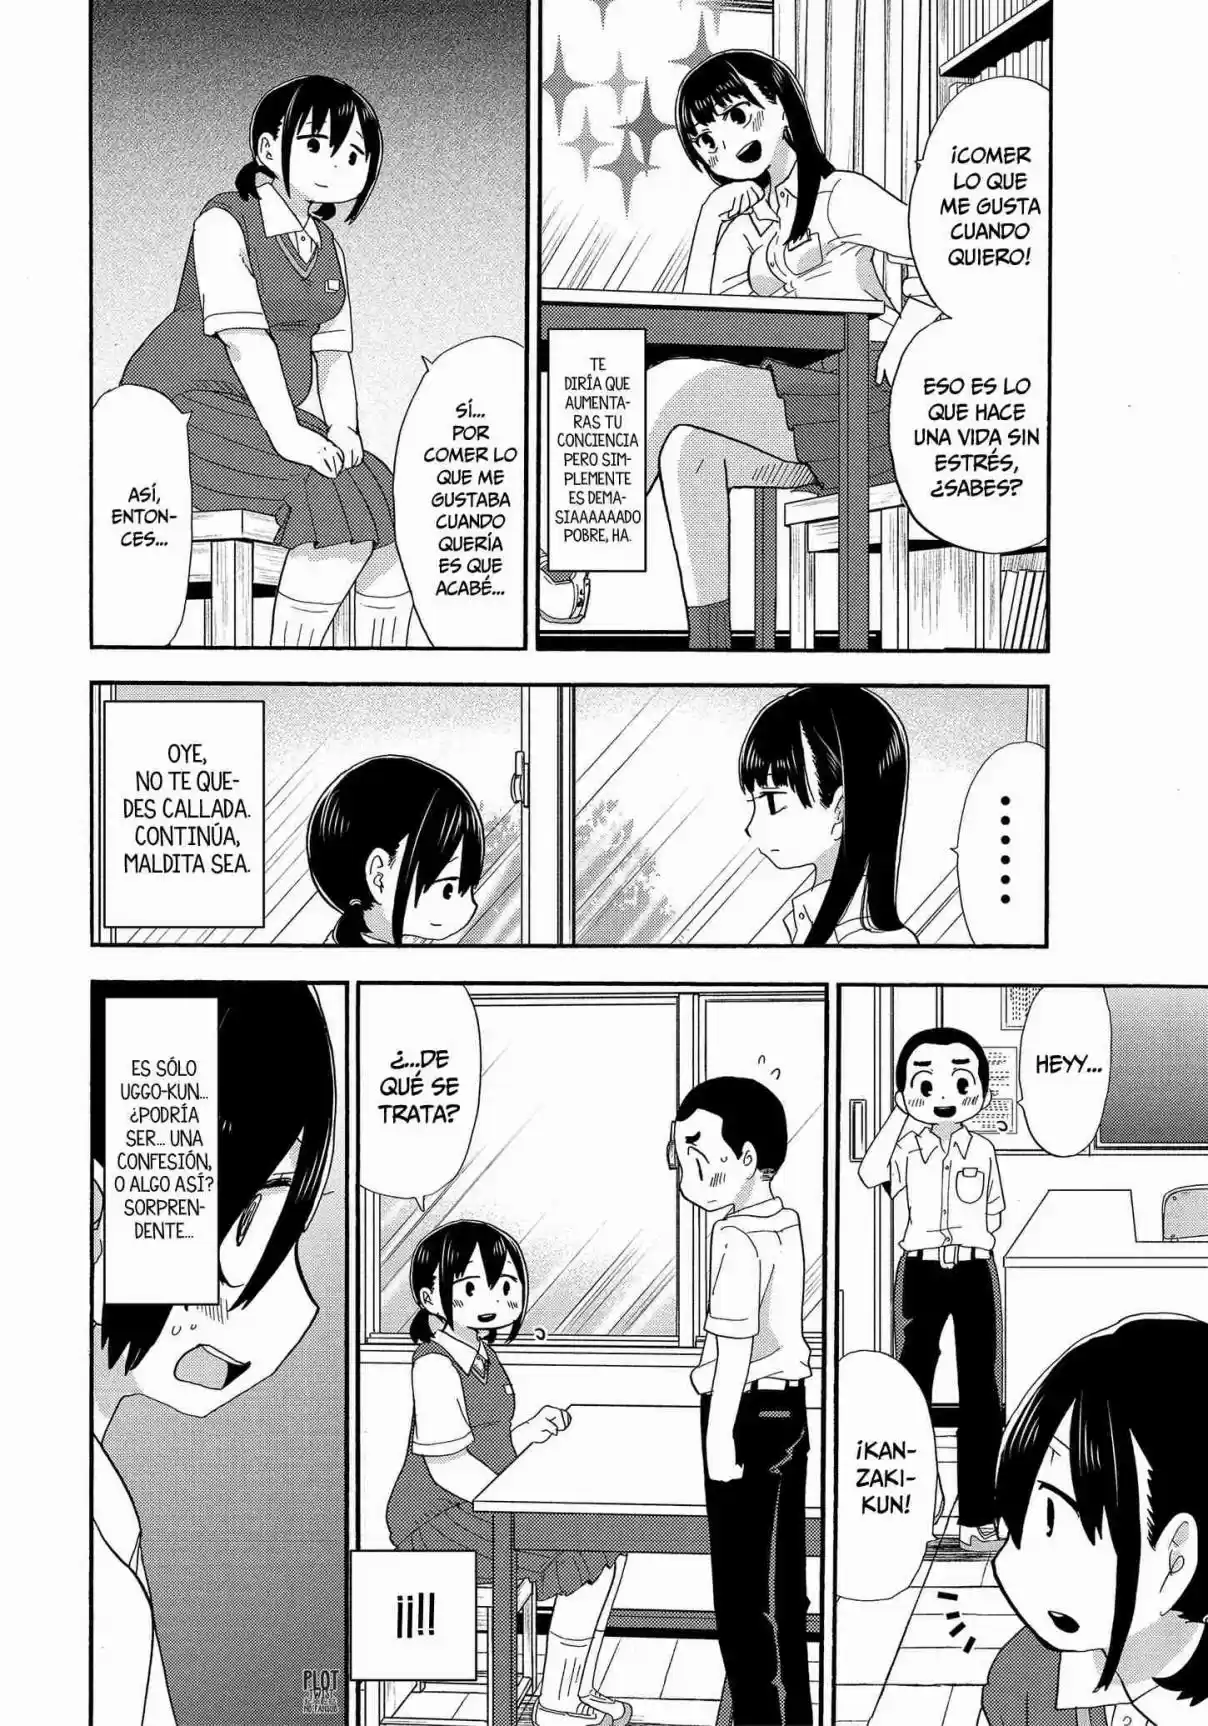 ¡COMER
LO QUE
ME GUSTA
CUANDO
QUIERO!
ESO ES LO
QUE HACE
UNA VIDA SIN
ESTRÉS,
¿SABES?
TE
DIRÍA QUE
AUMENTA-
RAS TU
CONCIENCIA
PERO SIM-
PLEMENTE
ES DEMA-
SIAAAAAADO
POBRE, HA.
SÍ...
POR
COMER LO
QUE ME
GUSTABA
CUANDO
QUERÍA
ES QUE
ACABÉ...
ASÍ,
ENTON-
CES...
......
OYE,
NO TE QUE-
DES CALLADA.
CONTINÚA,
MALDITA SEA.
HEYY...
¡KAN-
ZAKI-
KUN!
¿...DE
QUÉ SE
TRATA?
¡¡!!
ES SÓLO
UGGO-KUN...
¿PODRÍA
SER... UNA
CONFESIÓN,
O ALGO ASÍ?
SORPREN-
DENTE...
PLOT
NO FANSUB